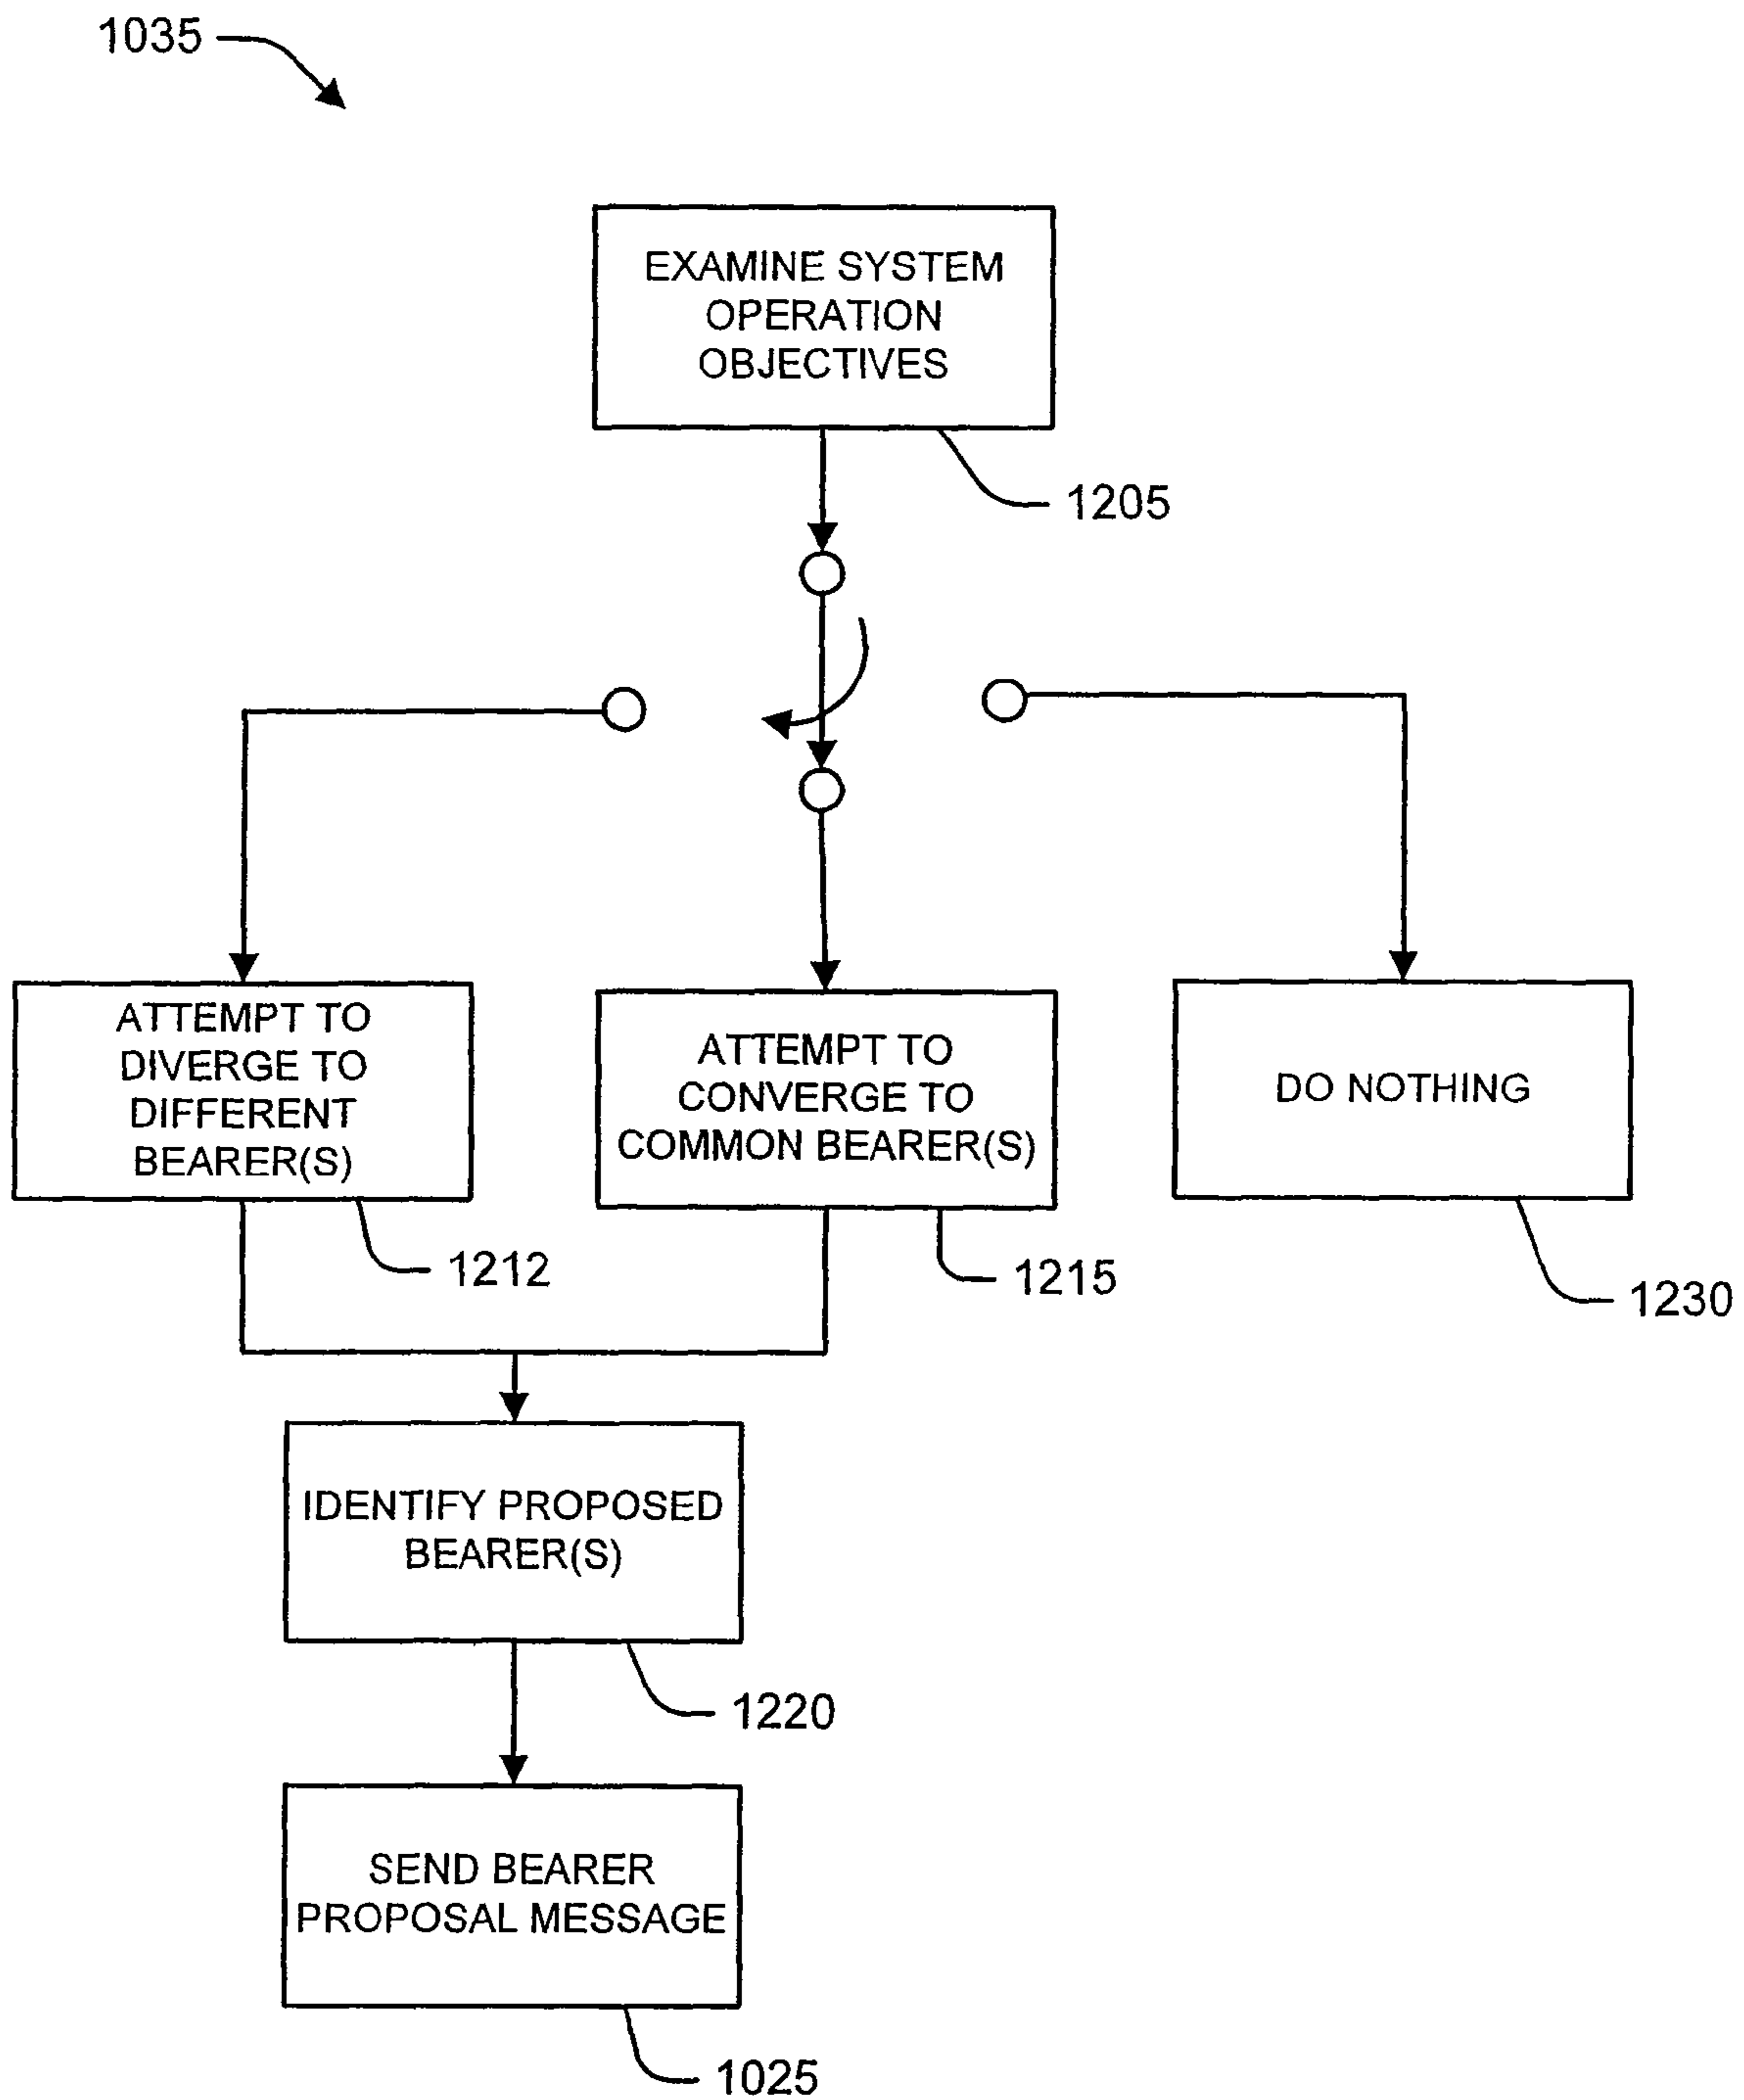 1035
EXAMINE SYSTEM
OPERATION
OBJECTIVES
1205
ATTEMPT TO
DIVERGE TO
DIFFERENT
BEARER(S)
1212
ATTEMPT TO
CONVERGE TO
COMMON BEARER(S)
1215
DO NOTHING
1230
IDENTIFY PROPOSED
BEARER(S)
1220
SEND BEARER
PROPOSAL MESSAGE
1025